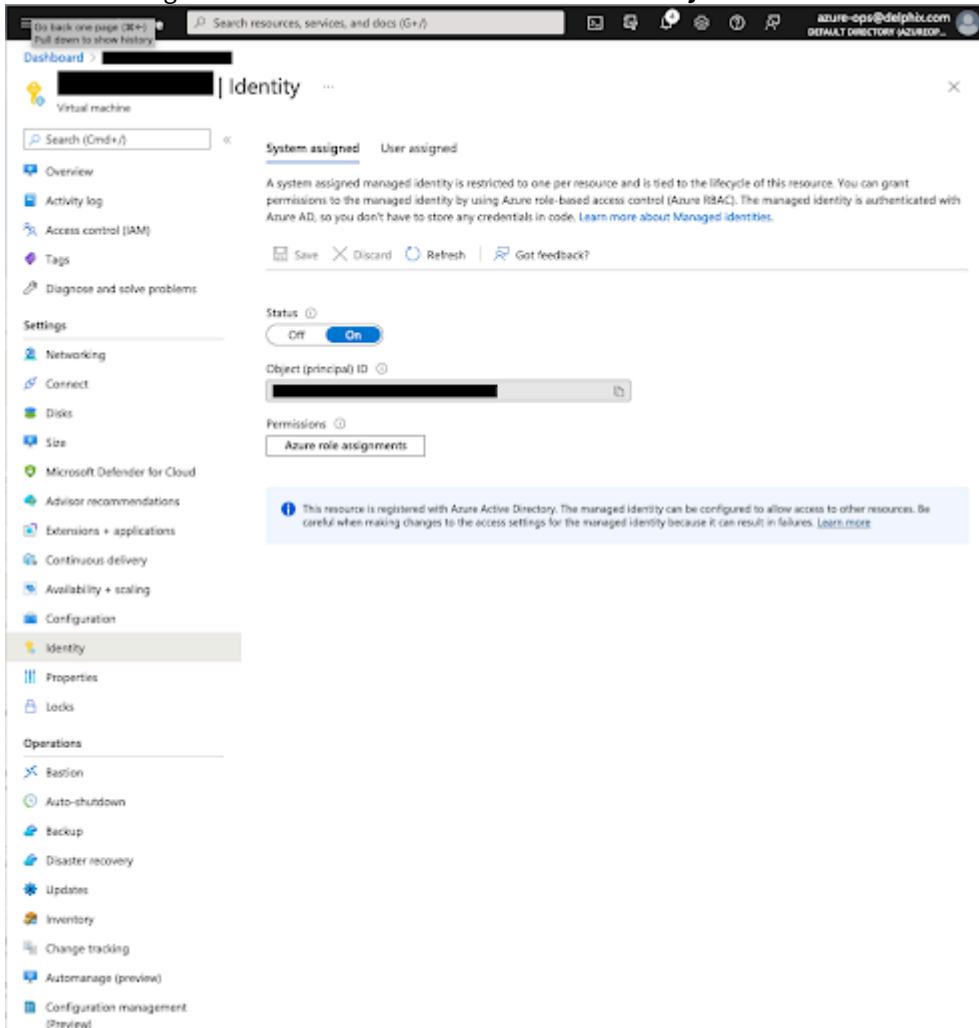 Go back one page (⌘←)
Pull down to show history
Search resources, services, and docs (G+/)
azure-ops@delphix.com
DEFAULT DIRECTORY (AZUREOP...
Dashboard >
| Identity ...
Virtual machine
Search (Cmd+/)
System assigned User assigned
Overview
Activity log
Access control (IAM)
Tags
Diagnose and solve problems
A system assigned managed identity is restricted to one per resource and is tied to the lifecycle of this resource. You can grant
permissions to the managed identity by using Azure role-based access control (Azure RBAC). The managed identity is authenticated with
Azure AD, so you don't have to store any credentials in code. Learn more about Managed identities.
Save Discard Refresh Got feedback?
Settings
Networking
Connect
Disks
Size
Microsoft Defender for Cloud
Advisor recommendations
Extensions + applications
Continuous delivery
Availability + scaling
Configuration
Identity
Properties
Locks
Status
Off On
Object (principal) ID
Permissions
Azure role assignments
This resource is registered with Azure Active Directory. The managed identity can be configured to allow access to other resources. Be
careful when making changes to the access settings for the managed identity because it can result in failures. Learn more
Operations
Bastion
Auto-shutdown
Backup
Disaster recovery
Updates
Inventory
Change tracking
Automanage (preview)
Configuration management
(Preview)